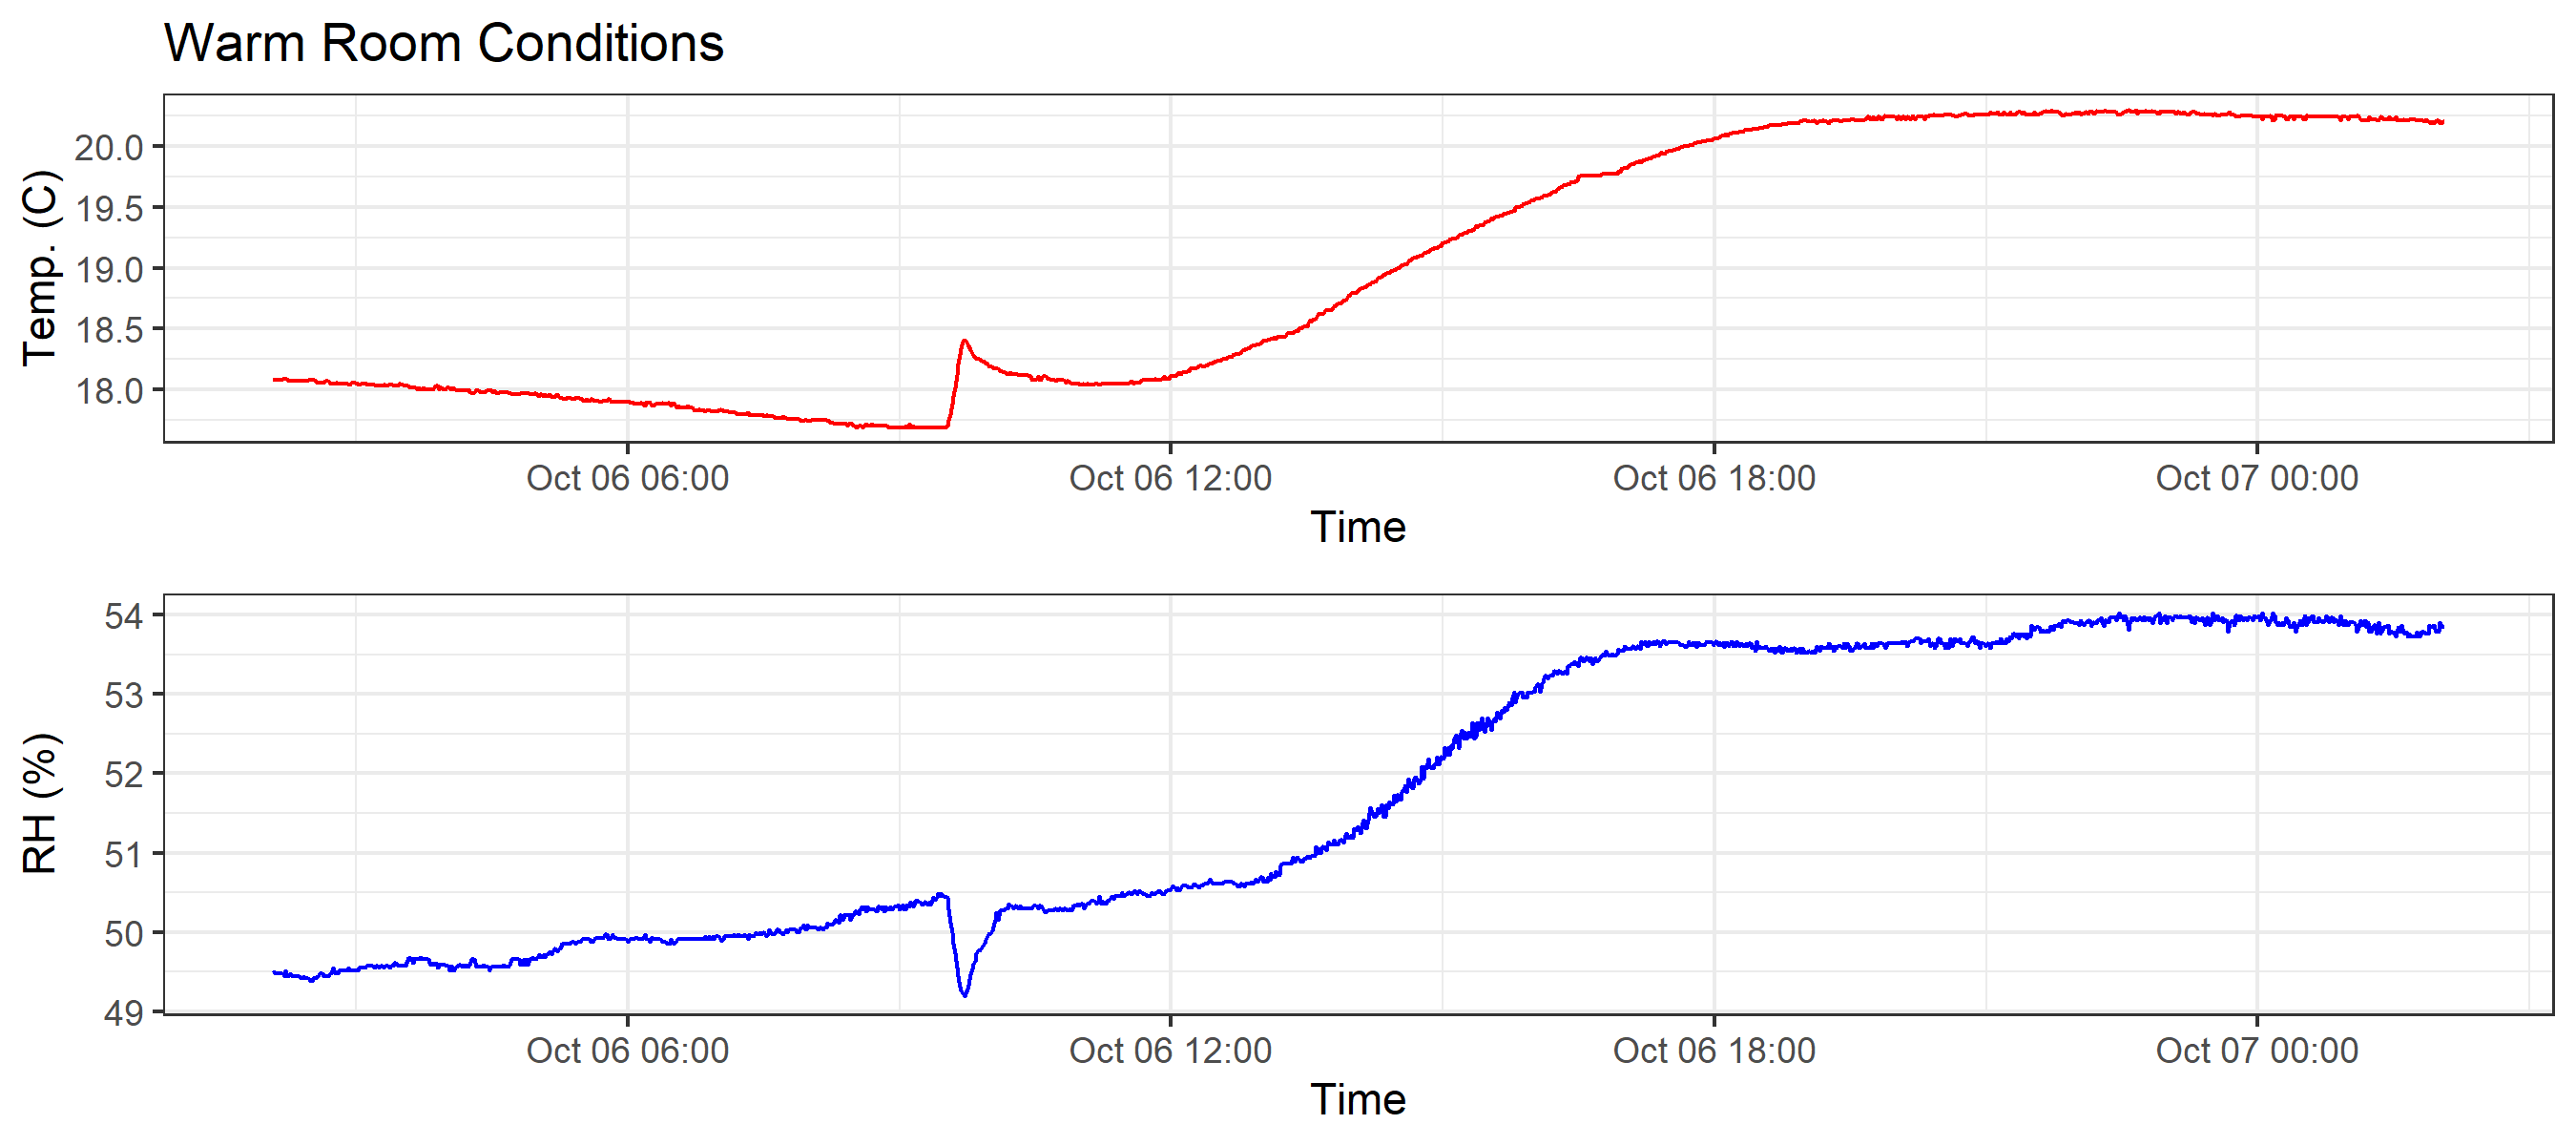 Warm Room Conditions
Temp. (C)
20.0
19.5
19.0
18.5
18.0
Oct 06 06:00 Oct 06 12:00 Oct 06 18:00 Oct 07 00:00
Time
RH (%)
54
53
52
51
50
49
Oct 06 06:00 Oct 06 12:00 Oct 06 18:00 Oct 07 00:00
Time